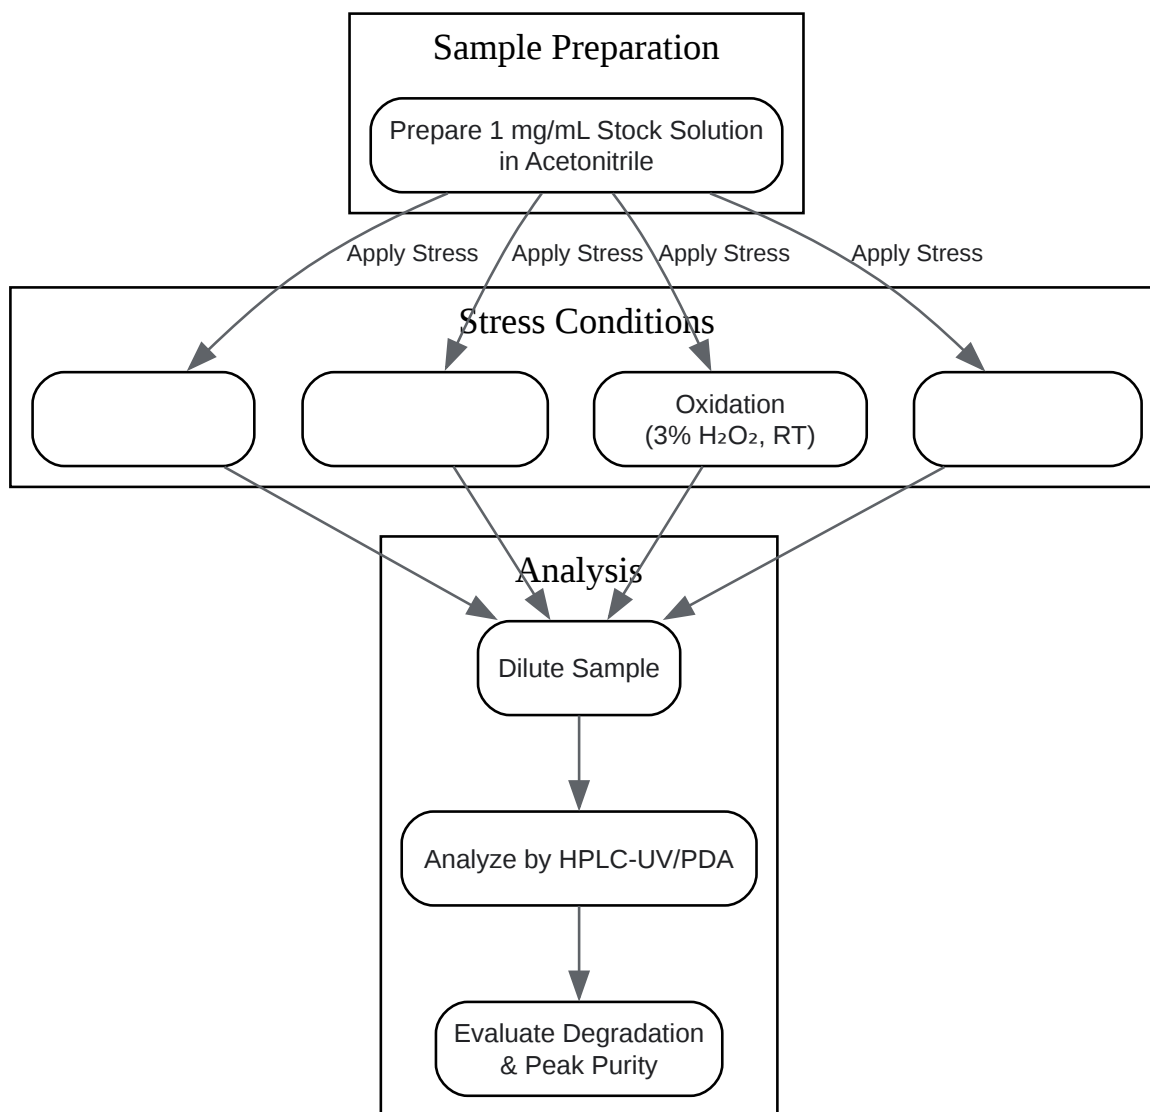 Sample Preparation
Prepare 1 mg/mL Stock Solution
in Acetonitrile
Apply Stress
Apply Stress
Apply Stress
Apply Stress
Stress Conditions
Oxidation
(3% H₂O₂, RT)
Analysis
Dilute Sample
Analyze by HPLC-UV/PDA
Evaluate Degradation
& Peak Purity